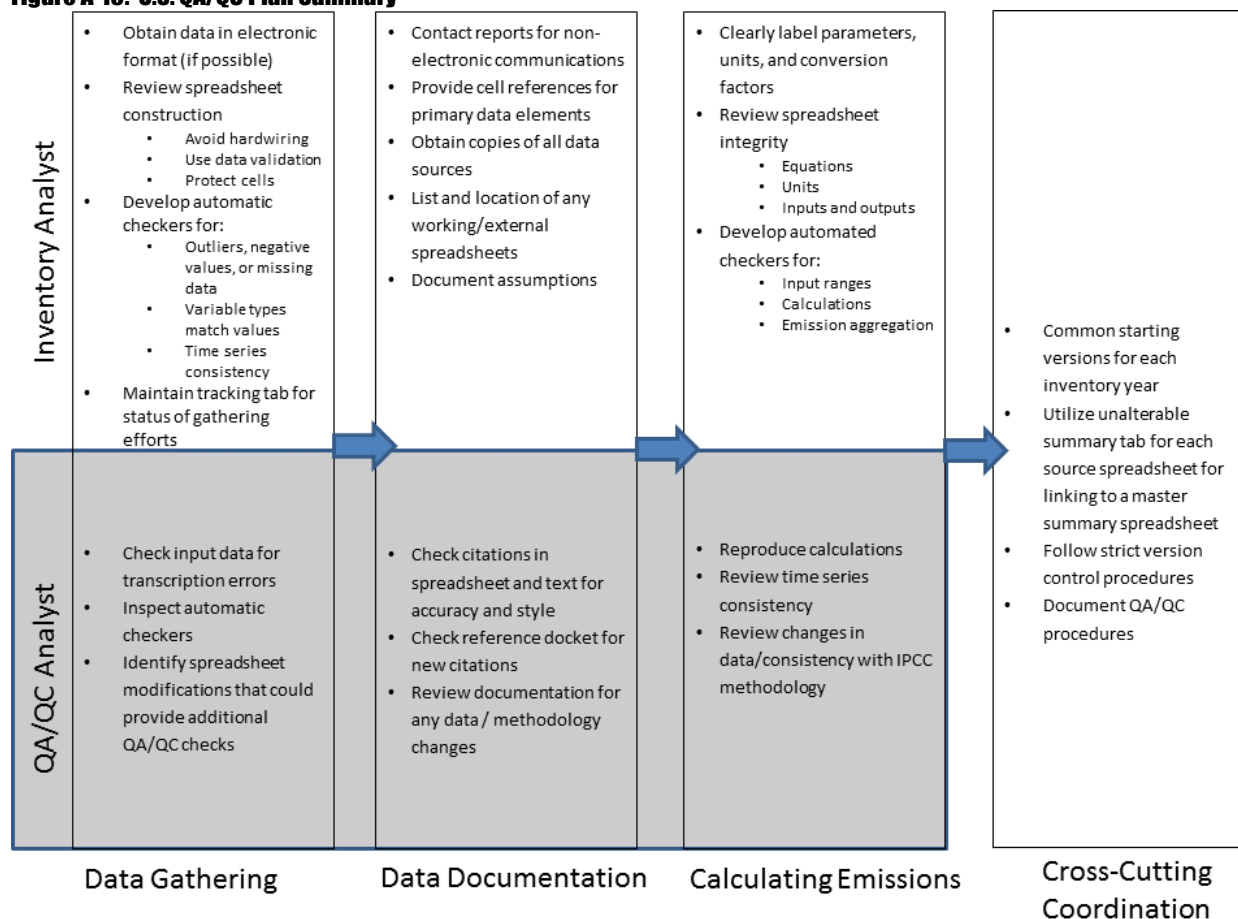 Figure A-18: U.S. QA/QC Plan Summary
Inventory Analyst
• Obtain data in electronic
format (if possible)
• Review spreadsheet
construction
• Avoid hardwiring
• Use data validation
• Protect cells
• Develop automatic
checkers for:
• Outliers, negative
values, or missing
data
• Variable types
match values
• Time series
consistency
• Maintain tracking tab for
status of gathering
efforts
• Contact reports for non-
electronic communications
• Provide cell references for
primary data elements
• Obtain copies of all data
sources
• List and location of any
working/external
spreadsheets
• Document assumptions
• Clearly label parameters,
units, and conversion
factors
• Review spreadsheet
integrity
• Equations
• Units
• Inputs and outputs
• Develop automated
checkers for:
• Input ranges
• Calculations
• Emission aggregation
• Common starting
versions for each
inventory year
• Utilize unalterable
summary tab for each
source spreadsheet for
linking to a master
summary spreadsheet
• Follow strict version
control procedures
• Document QA/QC
procedures
QA/QC Analyst
• Check input data for
transcription errors
• Inspect automatic
checkers
• Identify spreadsheet
modifications that could
provide additional
QA/QC checks
• Check citations in
spreadsheet and text for
accuracy and style
• Check reference docket for
new citations
• Review documentation for
any data / methodology
changes
• Reproduce calculations
• Review time series
consistency
• Review changes in
data/consistency with IPCC
methodology
Data Gathering
Data Documentation
Calculating Emissions
Cross-Cutting
Coordination